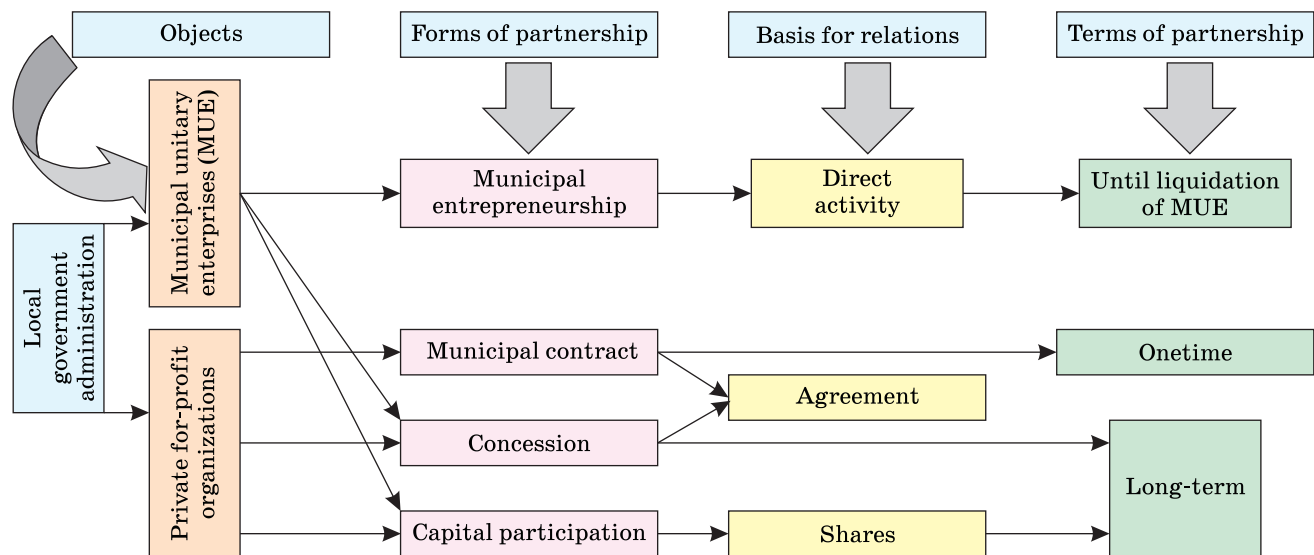 Objects
Forms of partnership
Basis for relations
Terms of partnership
Municipal unitary
enterprises (MUE)
Municipal
entrepreneurship
Direct
activity
Until liquidation
of MUE
Local
government
administration
Private for-profit
organizations
Municipal contract
Onetime
Agreement
Concession
Long-term
Capital participation
Shares